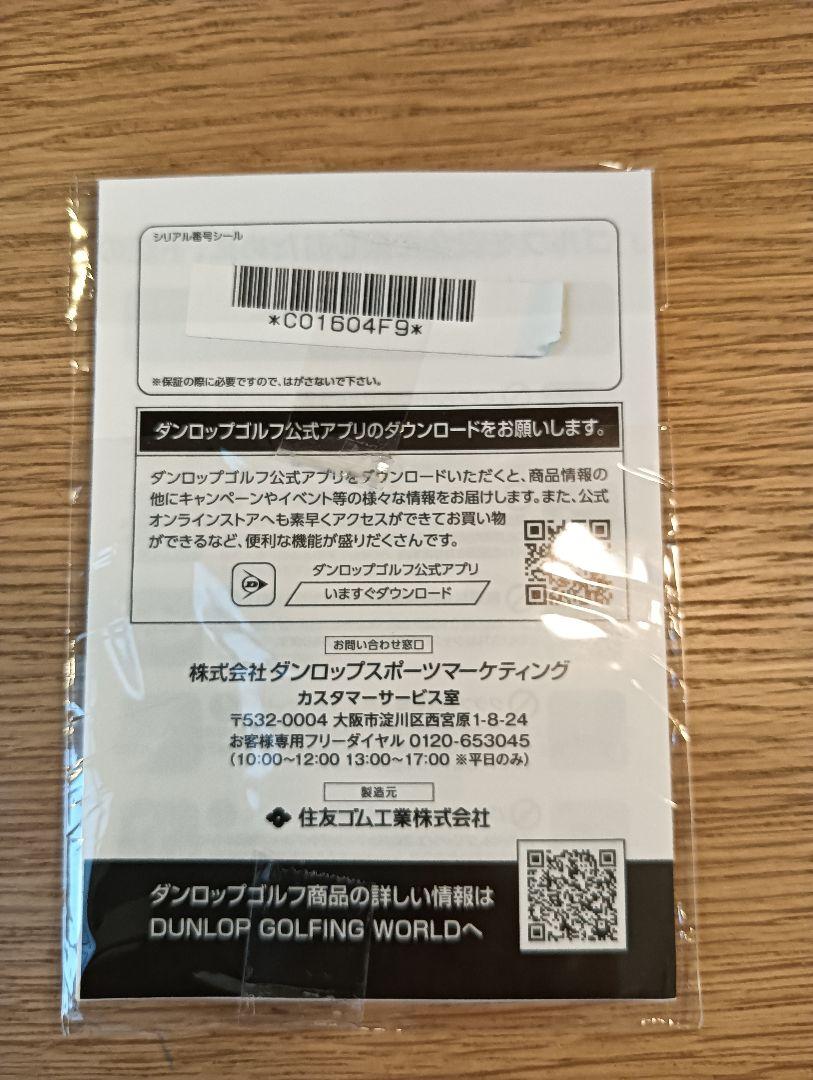 シリアル番号シール
*C01604F9*
※保証の際に必要ですので、はがさないで下さい。
ダンロップゴルフ公式アプリのダウンロードをお願いします。
ダンロップゴルフ公式アプリをダウンロードいただくと、商品情報の
他にキャンペーンやイベント等の様々な情報をお届けします。また、公式
オンラインストアへも素早くアクセスができてお買い物
ができるなど、便利な機能が盛りだくさんです。
ダンロップゴルフ公式アプリ
いますぐダウンロード
お問い合わせ窓口
株式会社ダンロップスポーツマーケティング
カスタマーサービス室
〒532-0004 大阪市淀川区西宮原1-8-24
お客様専用フリーダイヤル 0120-653045
(10:00～12:00 13:00～17:00 ※平日のみ)
製造元
住友ゴム工業株式会社
ダンロップゴルフ商品の詳しい情報は
DUNLOP GOLFING WORLDへ